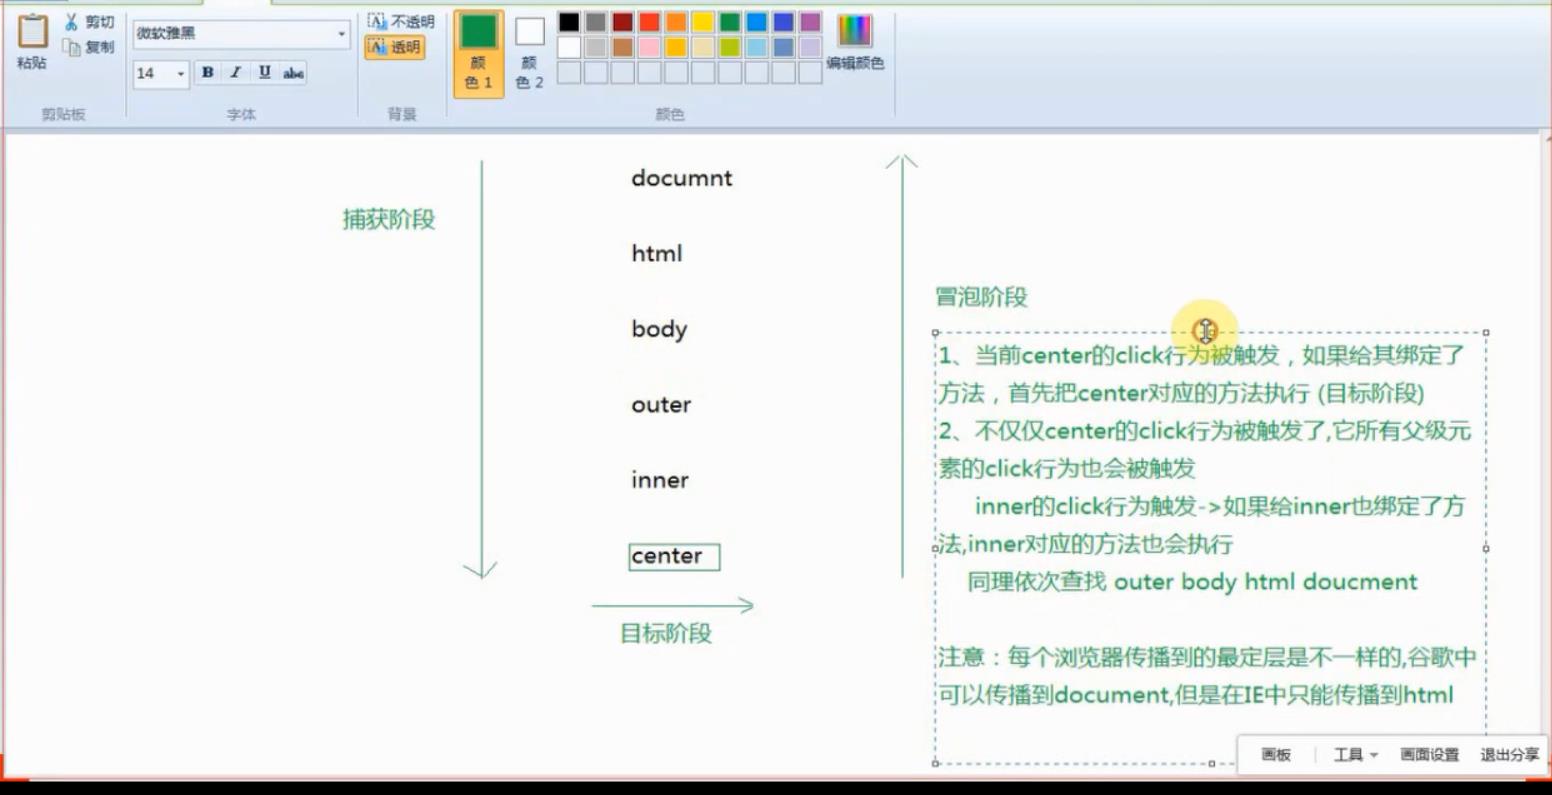 剪切
复制
粘贴
剪贴板
微软雅黑
14
B I U abc
字体
不透明
透明
背景
颜
色 1
颜
色 2
编辑颜色
颜色
documnt
捕获阶段
html
冒泡阶段
body
1、当前center的click行为被触发，如果给其绑定了
方法，首先把center对应的方法执行 (目标阶段)
2、不仅仅center的click行为被触发了,它所有父级元
素的click行为也会被触发
inner的click行为触发->如果给inner也绑定了方
法,inner对应的方法也会执行
同理依次查找 outer body html doucment
注意：每个浏览器传播到的最定层是不一样的,谷歌中
可以传播到document,但是在IE中只能传播到html
outer
inner
center
目标阶段
画板
工具
画面设置
退出分享